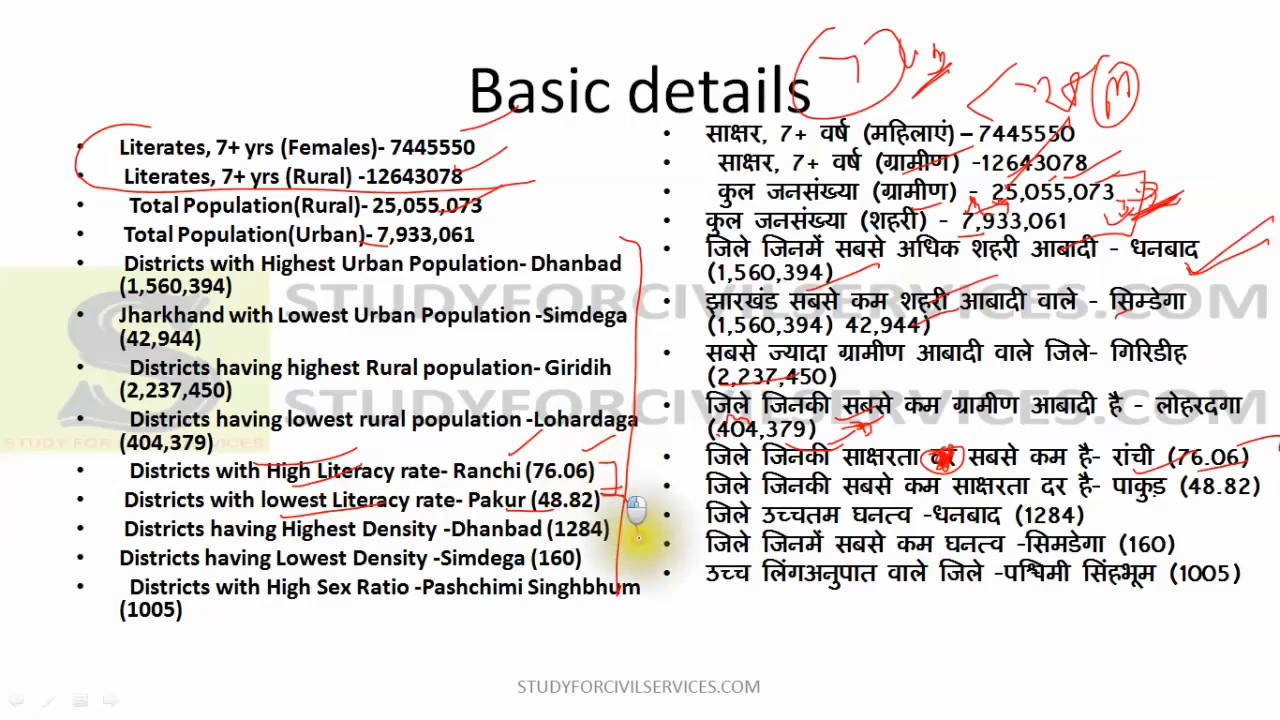 Basic details
Literates, 7+ yrs (Females)- 7445550
Literates, 7+ yrs (Rural) -12643078
Total Population(Rural)- 25,055,073
Total Population(Urban)- 7,933,061
Districts with Highest Urban Population- Dhanbad
(1,560,394)
Jharkhand with Lowest Urban Population -Simdega
(42,944)
Districts having highest Rural population- Giridih
(2,237,450)
Districts having lowest rural population -Lohardaga
(404,379)
Districts with High Literacy rate- Ranchi (76.06)
Districts with lowest Literacy rate- Pakur (48.82)
Districts having Highest Density -Dhanbad (1284)
Districts having Lowest Density -Simdega (160)
Districts with High Sex Ratio -Pashchimi Singhbhum
(1005)
साक्षर, 7+ वर्ष (महिलाएं) – 7445550
साक्षर, 7+ वर्ष (ग्रामीण) -12643078
कुल जनसंख्या (ग्रामीण) - 25,055,073
कुल जनसंख्या (शहरी) - 7,933,061
जिले जिनमें सबसे अधिक शहरी आबादी - धनबाद
(1,560,394)
झारखंड सबसे कम शहरी आबादी वाले - सिम्डेगा
(1,560,394) 42,944)
सबसे ज्यादा ग्रामीण आबादी वाले जिले- गिरिडीह
(2,237,450)
जिले जिनकी सबसे कम ग्रामीण आबादी है - लोहरदगा
(404,379)
जिले जिनकी साक्षरता सबसे कम है- रांची (76.06)
जिले जिनकी सबसे कम साक्षरता दर है- पाकुड़ (48.82)
जिले उच्चतम घनत्व -धनबाद (1284)
जिले जिनमें सबसे कम घनत्व -सिमडेगा (160)
उच्च लिंगअनुपात वाले जिले -पश्चिमी सिंहभूम (1005)
STUDYFORCIVILSERVICES.COM
STUDYFORCIVILSERVICES.COM
STUDY FOR CIVIL SERVICES
STUDYFORCIVILSERVICES.COM